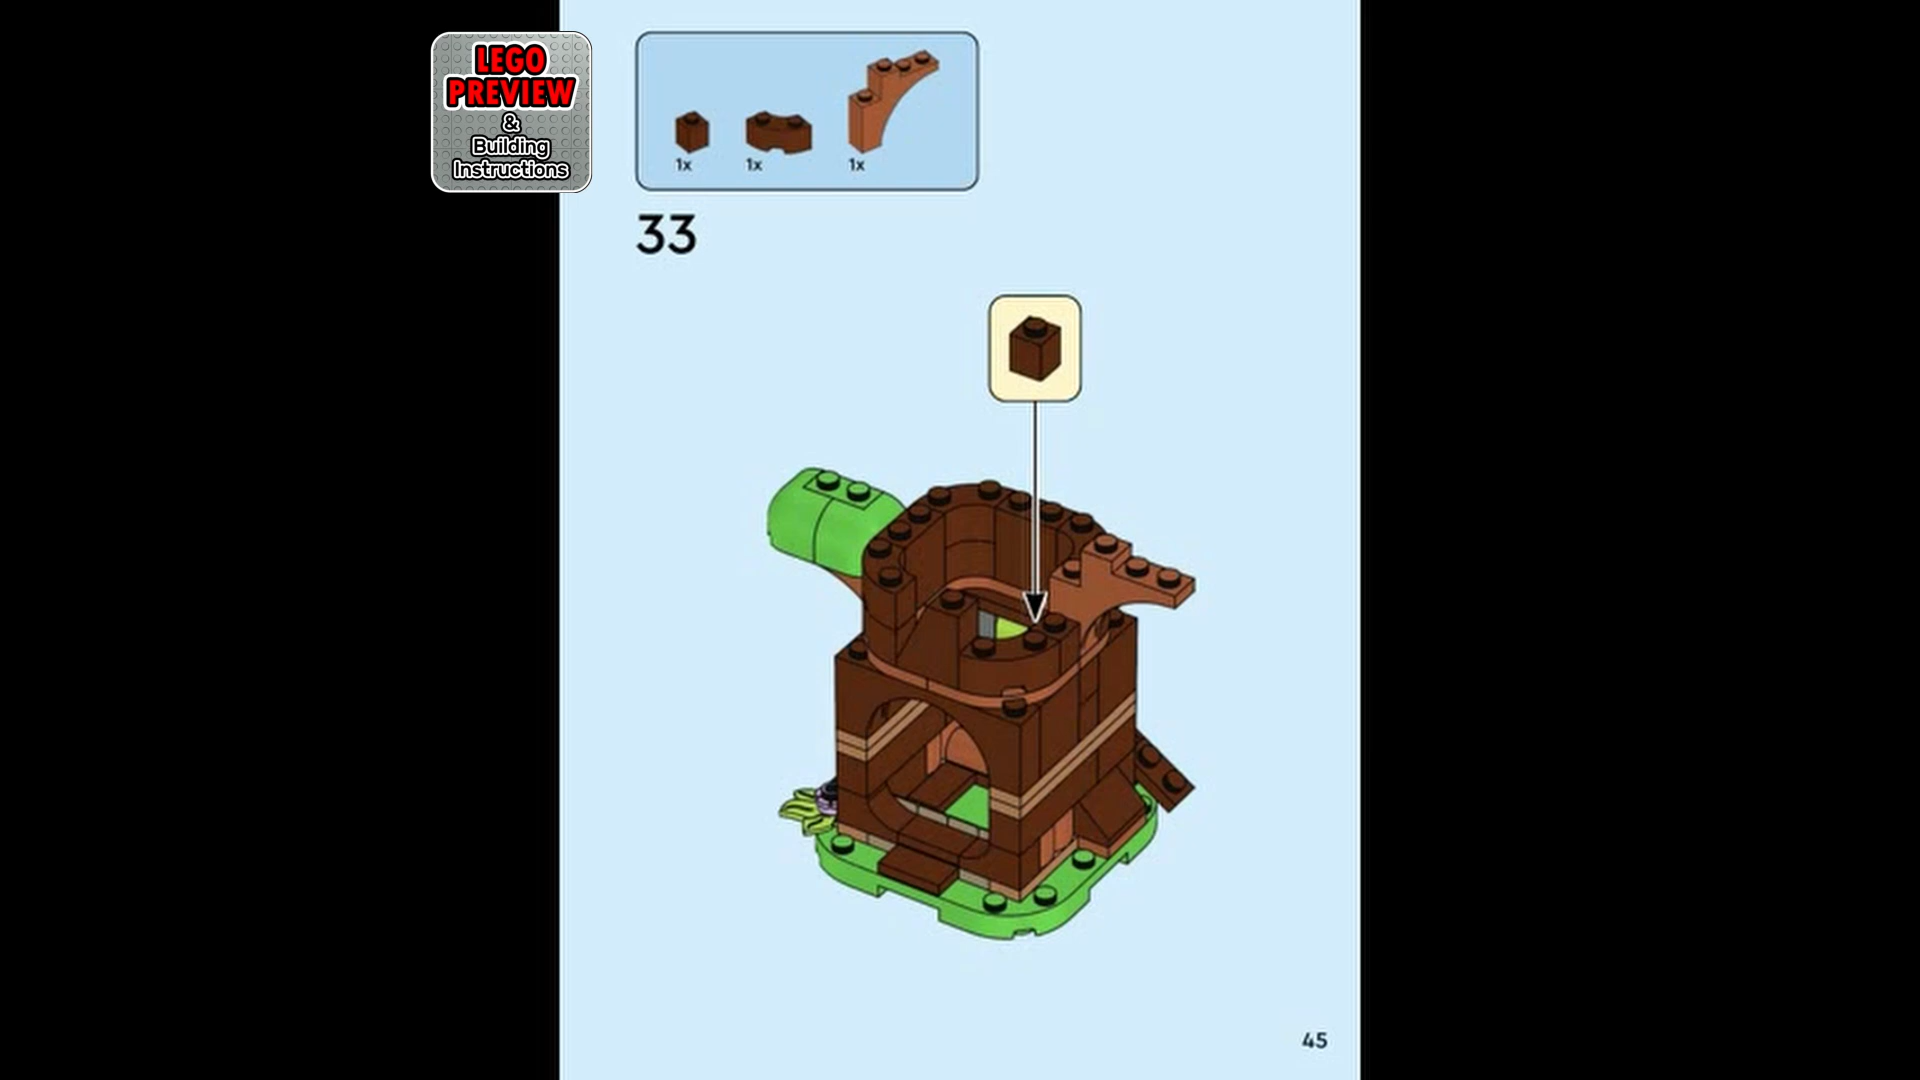 LEGO
PREVIEW
&
Building
Instructions
1x 1x 1x
33
45